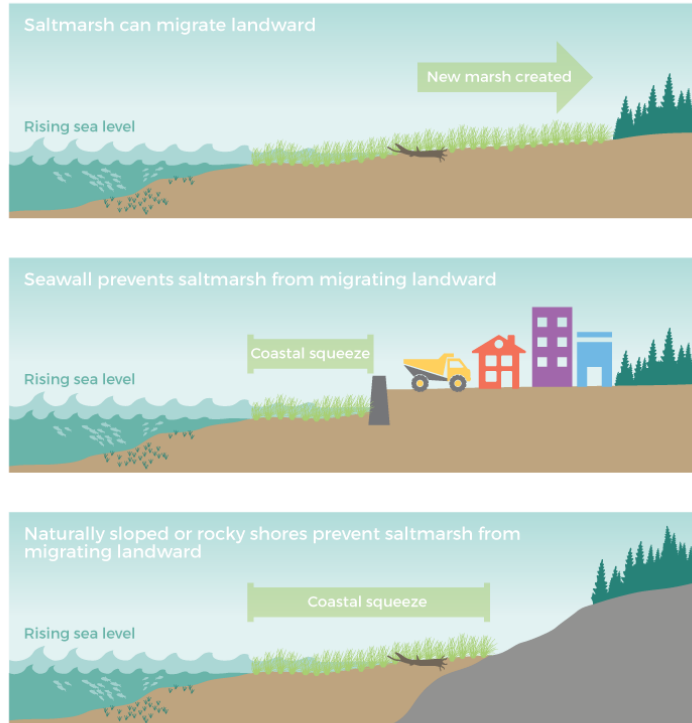 Saltmarsh can migrate landward
New marsh created
Rising sea level
Seawall prevents saltmarsh from migrating landward
Coastal squeeze
Rising sea level
Naturally sloped or rocky shores prevent saltmarsh from
migrating landward
Coastal squeeze
Rising sea level